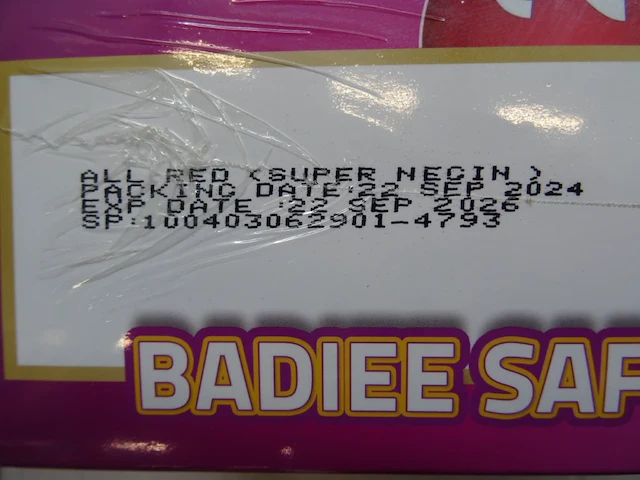 ALL RED (SUPER NEGIN )
PACKING DATE:22 SEP 2024
EXP DATE :22 SEP 2026
SP:100403062901-4793
BADIEE SAF